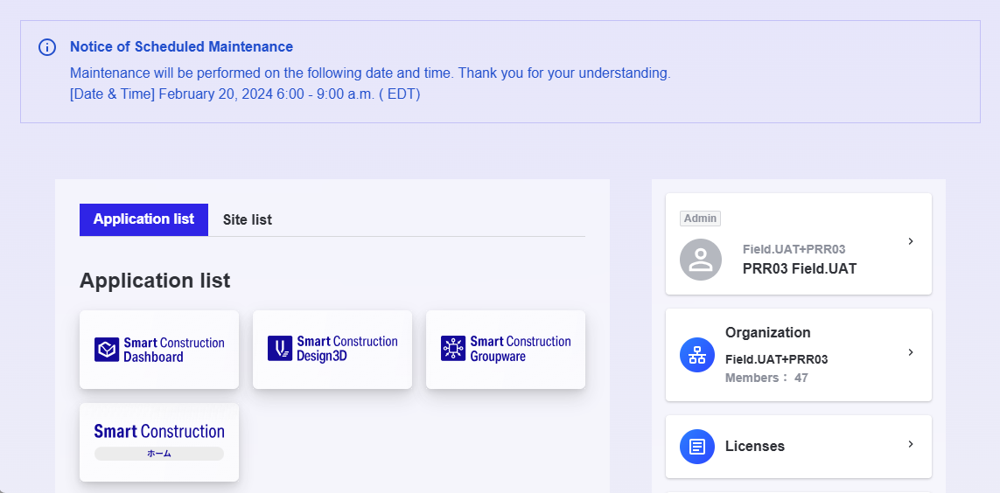 Notice of Scheduled Maintenance
Maintenance will be performed on the following date and time. Thank you for your understanding.
[Date & Time] February 20, 2024 6:00 - 9:00 a.m. ( EDT)
Application list
Site list
Application list
Smart Construction
Dashboard
Smart Construction
Design3D
Smart Construction
Groupware
Smart Construction
ホーム
Admin
Field.UAT+PRR03
PRR03 Field.UAT
Organization
Field.UAT+PRR03
Members： 47
Licenses